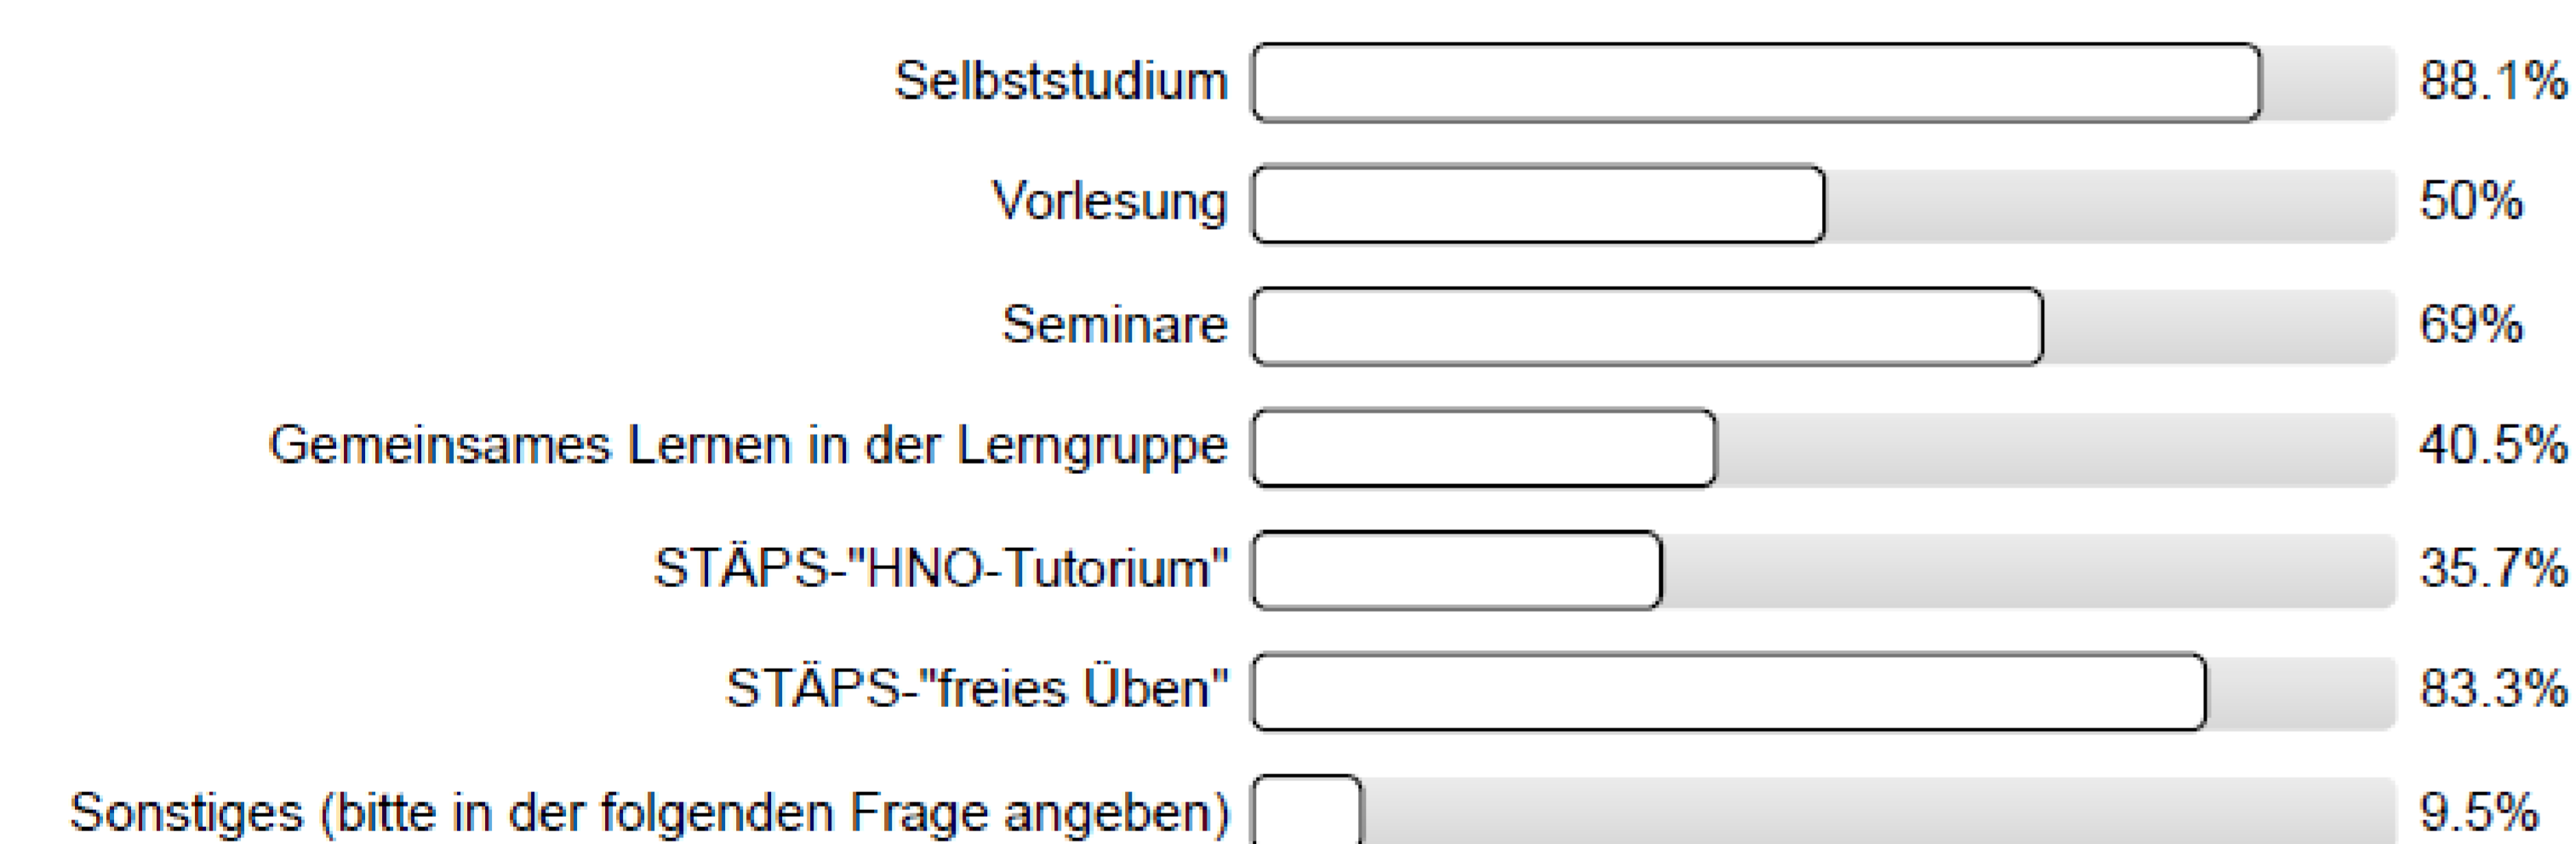 Selbststudium 88.1%
Vorlesung 50%
Seminare 69%
Gemeinsames Lernen in der Lerngruppe 40.5%
STÄPS-"HNO-Tutorium" 35.7%
STÄPS-"freies Üben" 83.3%
Sonstiges (bitte in der folgenden Frage angeben) 9.5%